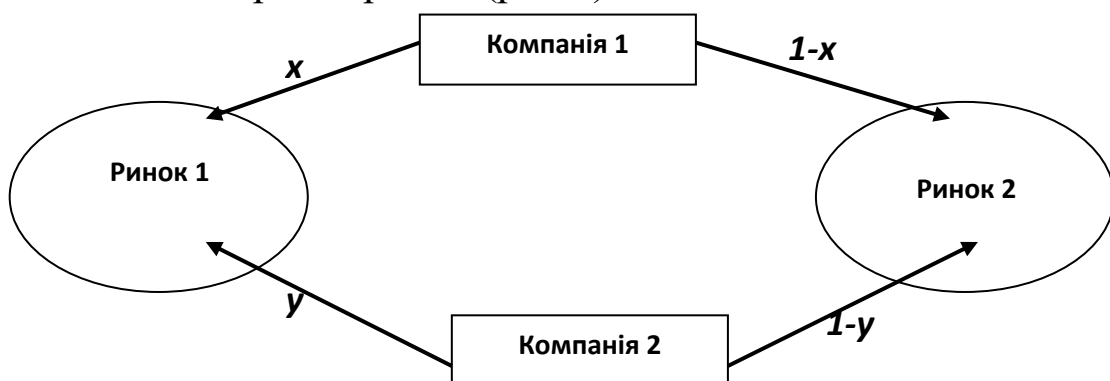 Компанія 1
x
1-x
Ринок 1
Ринок 2
y
1-y
Компанія 2